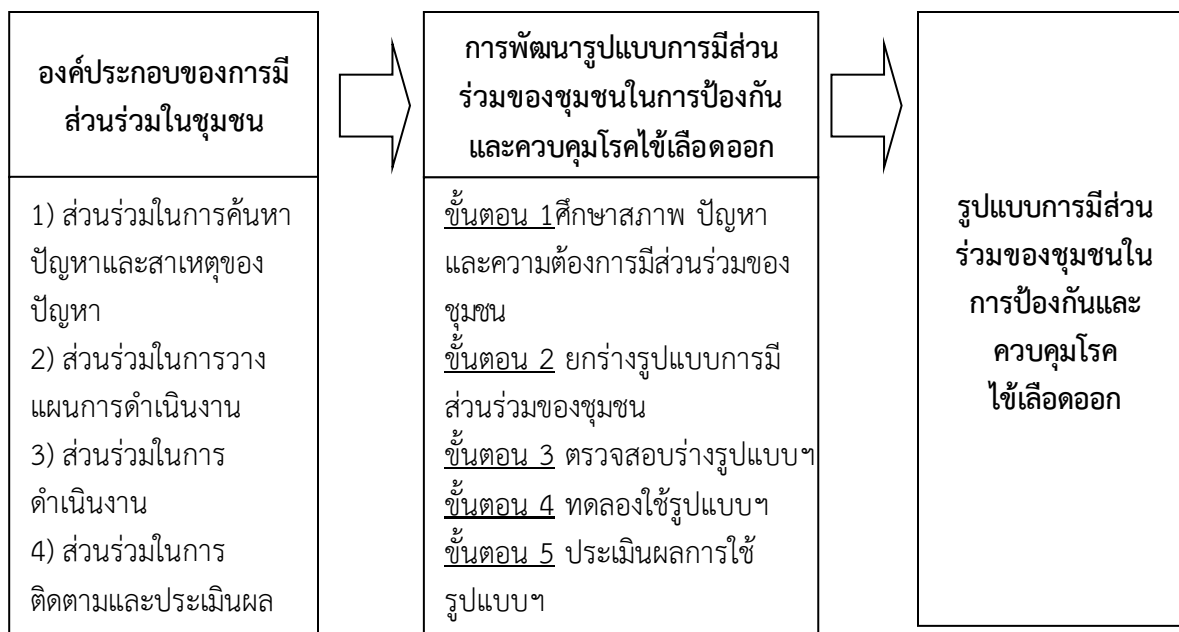 องค์ประกอบของการมี
ส่วนร่วมในชุมชน
1) ส่วนร่วมในการค้นหา
ปัญหาและสาเหตุของ
ปัญหา
2) ส่วนร่วมในการวาง
แผนการดำเนินงาน
3) ส่วนร่วมในการ
ดำเนินงาน
4) ส่วนร่วมในการ
ติดตามและประเมินผล
การพัฒนารูปแบบการมีส่วน
ร่วมของชุมชนในการป้องกัน
และควบคุมโรคไข้เลือดออก
ขั้นตอน 1ศึกษาสภาพ ปัญหา
และความต้องการมีส่วนร่วมของ
ชุมชน
ขั้นตอน 2 ยกร่างรูปแบบการมี
ส่วนร่วมของชุมชน
ขั้นตอน 3 ตรวจสอบร่างรูปแบบฯ
ขั้นตอน 4 ทดลองใช้รูปแบบฯ
ขั้นตอน 5 ประเมินผลการใช้
รูปแบบฯ
รูปแบบการมีส่วน
ร่วมของชุมชนใน
การป้องกันและ
ควบคุมโรค
ไข้เลือดออก